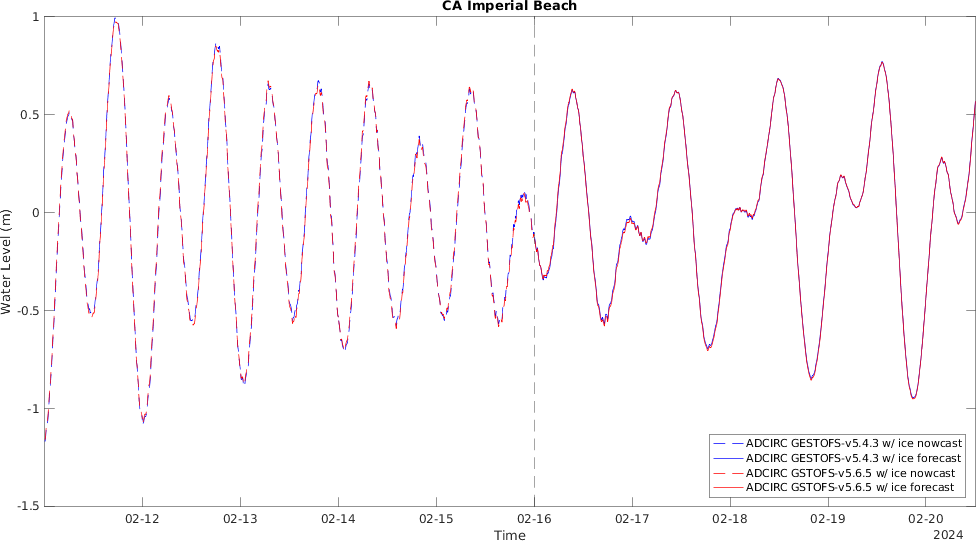 CA Imperial Beach
1
0.5
0
-0.5
-1
-1.5
Water Level (m)
02-12
02-13
02-14
02-15
02-16
02-17
02-18
02-19
02-20
Time
2024
ADCIRC GESTOFS-v5.4.3 w/ ice nowcast
ADCIRC GESTOFS-v5.4.3 w/ ice forecast
ADCIRC GSTOFS-v5.6.5 w/ ice nowcast
ADCIRC GSTOFS-v5.6.5 w/ ice forecast